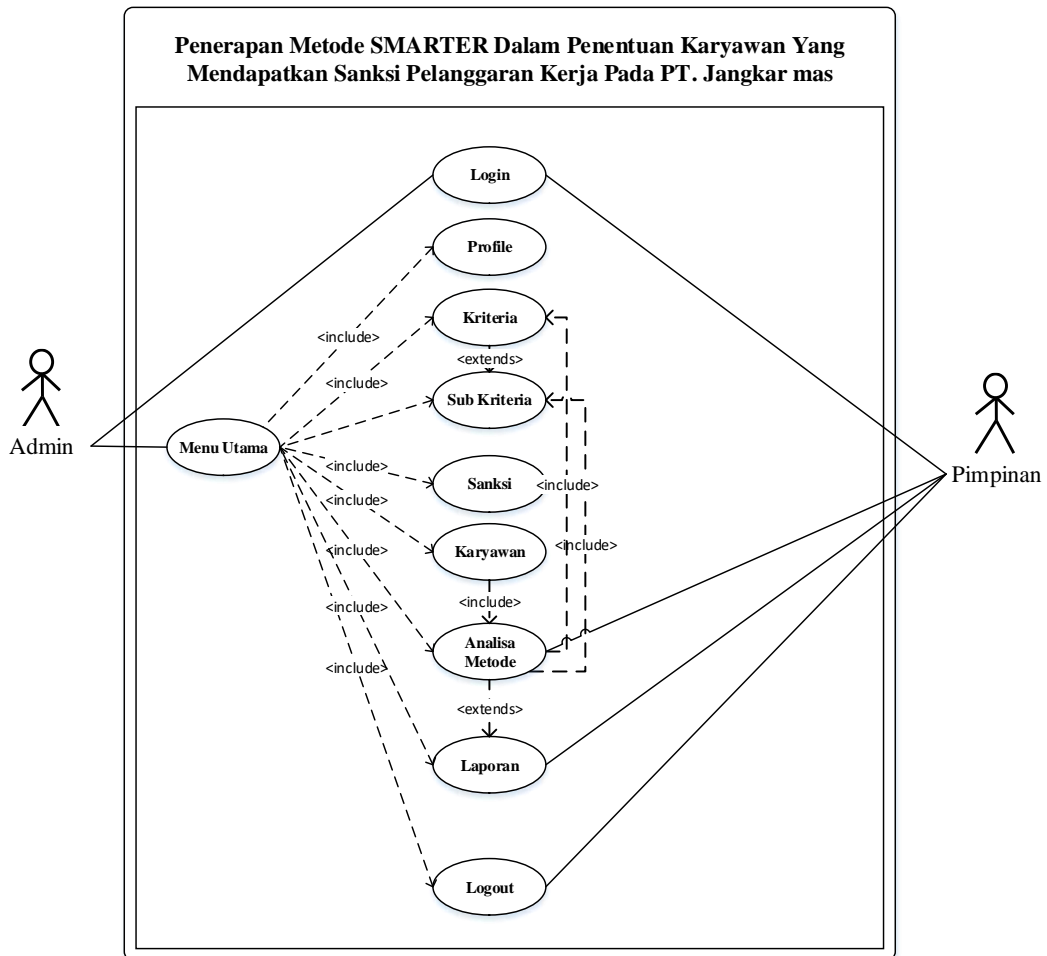 Penerapan Metode SMARTER Dalam Penentuan Karyawan Yang
Mendapatkan Sanksi Pelanggaran Kerja Pada PT. Jangkar mas
Login
Profile
Kriteria
<include>
<extends>
<include>
Sub Kriteria
Admin
Menu Utama
Pimpinan
<include>
Sanksi
<include>
<include>
Karyawan
<include>
<include>
<include>
<include>
Analisa
Metode
<include>
<extends>
Laporan
Logout